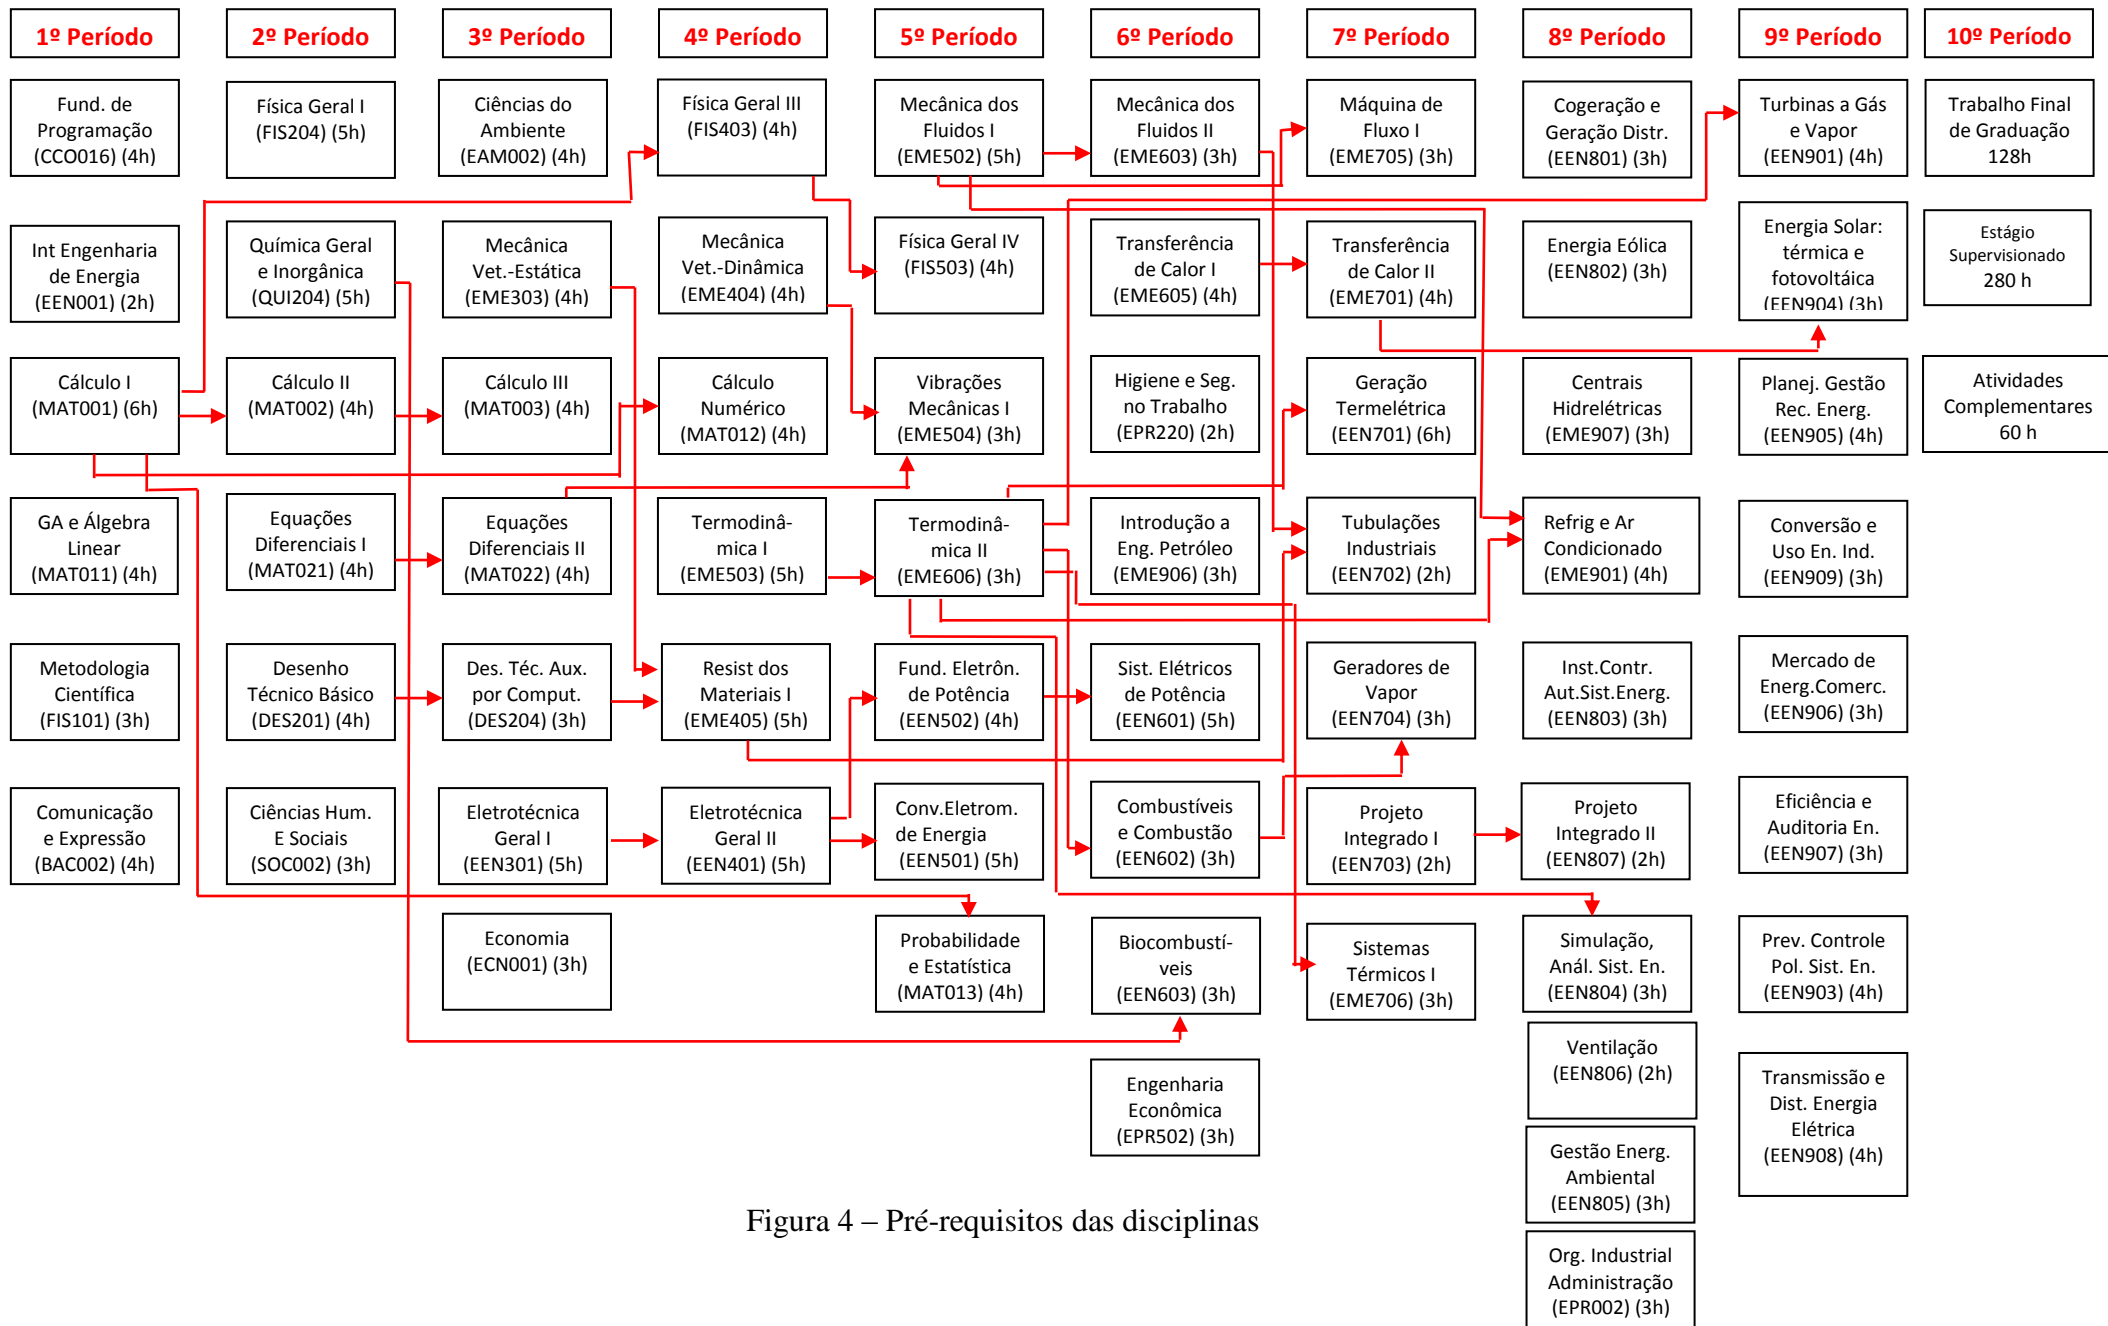 1º Período
2º Período
3º Período
4º Período
5º Período
6º Período
7º Período
8º Período
9º Período
10º Período
Fund. de
Programação
(CCO016) (4h)
Int Engenharia
de Energia
(EEN001) (2h)
Cálculo I
(MAT001) (6h)
GA e Álgebra
Linear
(MAT011) (4h)
Metodologia
Científica
(FIS101) (3h)
Comunicação
e Expressão
(BAC002) (4h)
Física Geral I
(FIS204) (5h)
Química Geral
e Inorgânica
(QUI204) (5h)
Cálculo II
(MAT002) (4h)
Equações
Diferenciais I
(MAT021) (4h)
Desenho
Técnico Básico
(DES201) (4h)
Ciências Hum.
E Sociais
(SOC002) (3h)
Ciências do
Ambiente
(EAM002) (4h)
Mecânica
Vet.-Estática
(EME303) (4h)
Cálculo III
(MAT003) (4h)
Equações
Diferenciais II
(MAT022) (4h)
Des. Téc. Aux.
por Comput.
(DES204) (3h)
Eletrotécnica
Geral I
(EEN301) (5h)
Economia
(ECN001) (3h)
Física Geral III
(FIS403) (4h)
Mecânica
Vet.-Dinâmica
(EME404) (4h)
Cálculo
Numérico
(MAT012) (4h)
Termodinâ-
mica I
(EME503) (5h)
Resist dos
Materiais I
(EME405) (5h)
Eletrotécnica
Geral II
(EEN401) (5h)
Mecânica dos
Fluidos I
(EME502) (5h)
Física Geral IV
(FIS503) (4h)
Vibrações
Mecânicas I
(EME504) (3h)
Termodinâ-
mica II
(EME606) (3h)
Fund. Eletrôn.
de Potência
(EEN502) (4h)
Conv.Eletrom.
de Energia
(EEN501) (5h)
Probabilidade
e Estatística
(MAT013) (4h)
Mecânica dos
Fluidos II
(EME603) (3h)
Transferência
de Calor I
(EME605) (4h)
Higiene e Seg.
no Trabalho
(EPR220) (2h)
Introdução a
Eng. Petróleo
(EME906) (3h)
Sist. Elétricos
de Potência
(EEN601) (5h)
Combustíveis
e Combustão
(EEN602) (3h)
Biocombustí-
veis
(EEN603) (3h)
Engenharia
Econômica
(EPR502) (3h)
Máquina de
Fluxo I
(EME705) (3h)
Transferência
de Calor II
(EME701) (4h)
Geração
Termelétrica
(EEN701) (6h)
Tubulações
Industriais
(EEN702) (2h)
Geradores de
Vapor
(EEN704) (3h)
Projeto
Integrado I
(EEN703) (2h)
Sistemas
Térmicos I
(EME706) (3h)
Cogeração e
Geração Distr.
(EEN801) (3h)
Energia Eólica
(EEN802) (3h)
Centrais
Hidrelétricas
(EME907) (3h)
Refrig e Ar
Condicionado
(EME901) (4h)
Inst.Contr.
Aut.Sist.Energ.
(EEN803) (3h)
Projeto
Integrado II
(EEN807) (2h)
Simulação,
Anál. Sist. En.
(EEN804) (3h)
Ventilação
(EEN806) (2h)
Gestão Energ.
Ambiental
(EEN805) (3h)
Org. Industrial
Administração
(EPR002) (3h)
Turbinas a Gás
e Vapor
(EEN901) (4h)
Energia Solar:
térmica e
fotovoltáica
(EEN904) (3h)
Planej. Gestão
Rec. Energ.
(EEN905) (4h)
Conversão e
Uso En. Ind.
(EEN909) (3h)
Mercado de
Energ.Comerc.
(EEN906) (3h)
Eficiência e
Auditoria En.
(EEN907) (3h)
Prev. Controle
Pol. Sist. En.
(EEN903) (4h)
Transmissão e
Dist. Energia
Elétrica
(EEN908) (4h)
Trabalho Final
de Graduação
128h
Estágio
Supervisionado
280 h
Atividades
Complementares
60 h
Figura 4 – Pré-requisitos das disciplinas